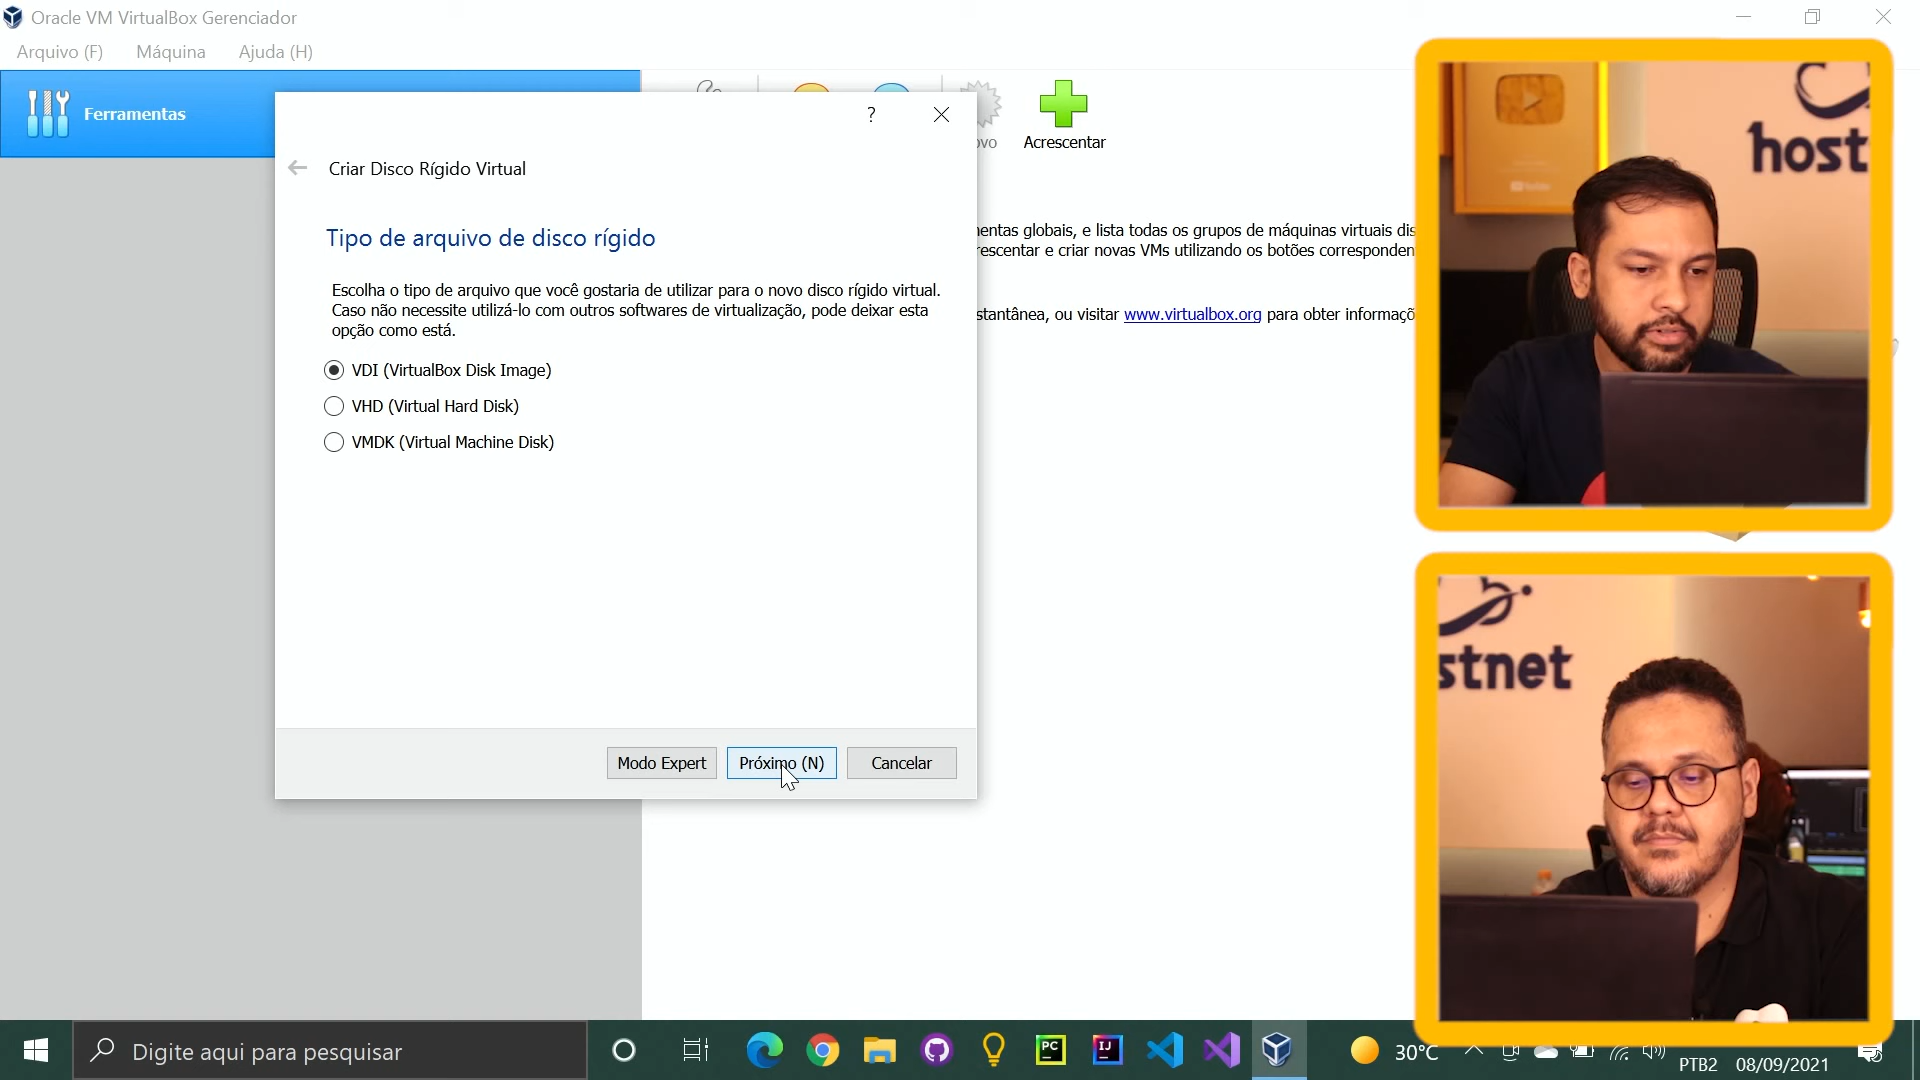 Oracle VM VirtualBox Gerenciador
Arquivo (F) Máquina Ajuda (H)
Ferramentas
Acrescentar
Criar Disco Rígido Virtual
Tipo de arquivo de disco rígido
Escolha o tipo de arquivo que você gostaria de utilizar para o novo disco rígido virtual.
Caso não necessite utilizá-lo com outros softwares de virtualização, pode deixar esta
opção como está.
VDI (VirtualBox Disk Image)
VHD (Virtual Hard Disk)
VMDK (Virtual Machine Disk)
Modo Expert Próximo (N) Cancelar
mentas globais, e lista todas os grupos de máquinas virtuais dis
rescentar e criar novas VMs utilizando os botões corresponden
stantânea, ou visitar www.virtualbox.org para obter informaçõ
host
stnet
YouTube
Digite aqui para pesquisar
PC
IJ
30°C
PTB2 08/09/2021